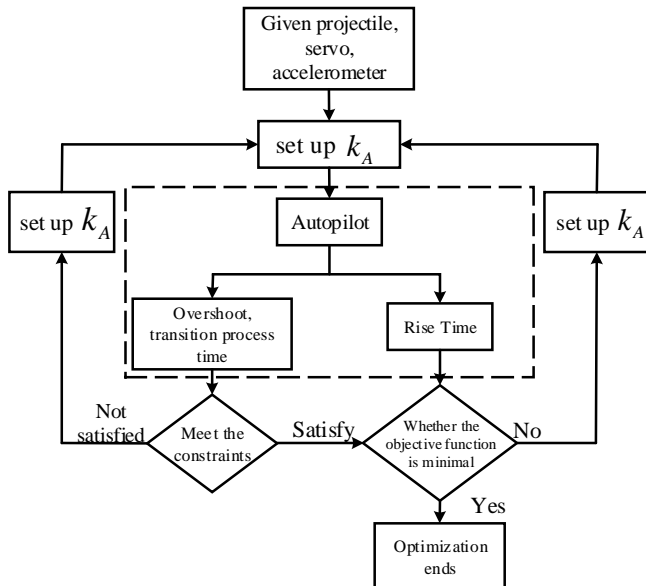 Given projectile,
servo,
accelerometer
set up k_A
set up k_A
set up k_A
Autopilot
Overshoot,
transition process
time
Rise Time
Not
satisfied
Meet the
constraints
Satisfy
Whether the
objective function
is minimal
No
Yes
Optimization
ends